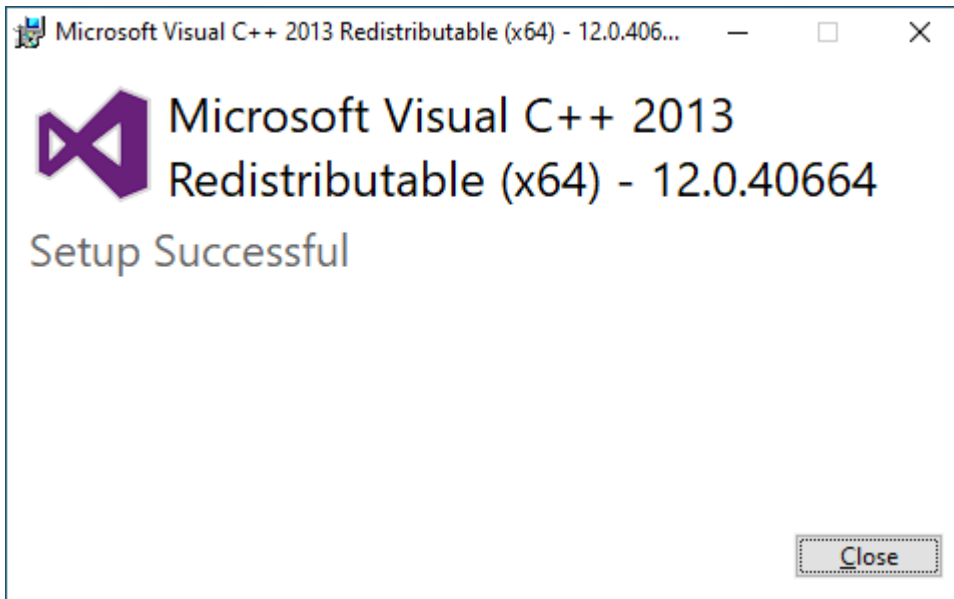 Microsoft Visual C++ 2013 Redistributable (x64) - 12.0.406...
Microsoft Visual C++ 2013
Redistributable (x64) - 12.0.40664
Setup Successful
Close